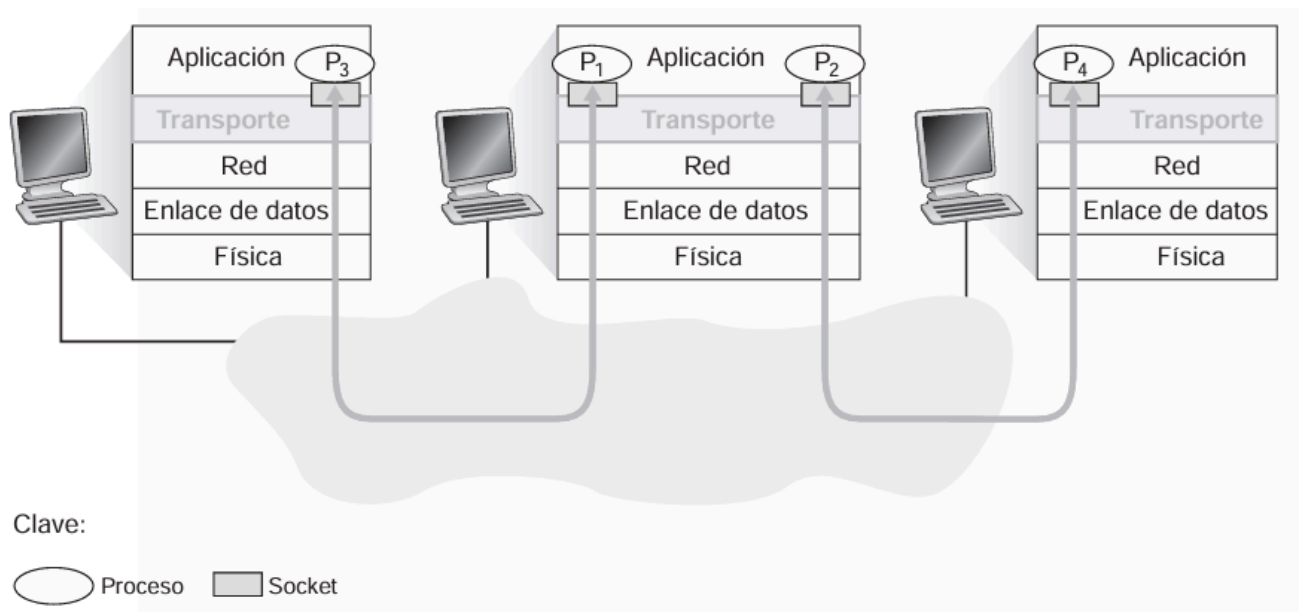 Aplicación
P3
Transporte
Red
Enlace de datos
Física
P1
Aplicación
P2
Transporte
Red
Enlace de datos
Física
P4
Aplicación
Transporte
Red
Enlace de datos
Física
Clave:
Proceso
Socket